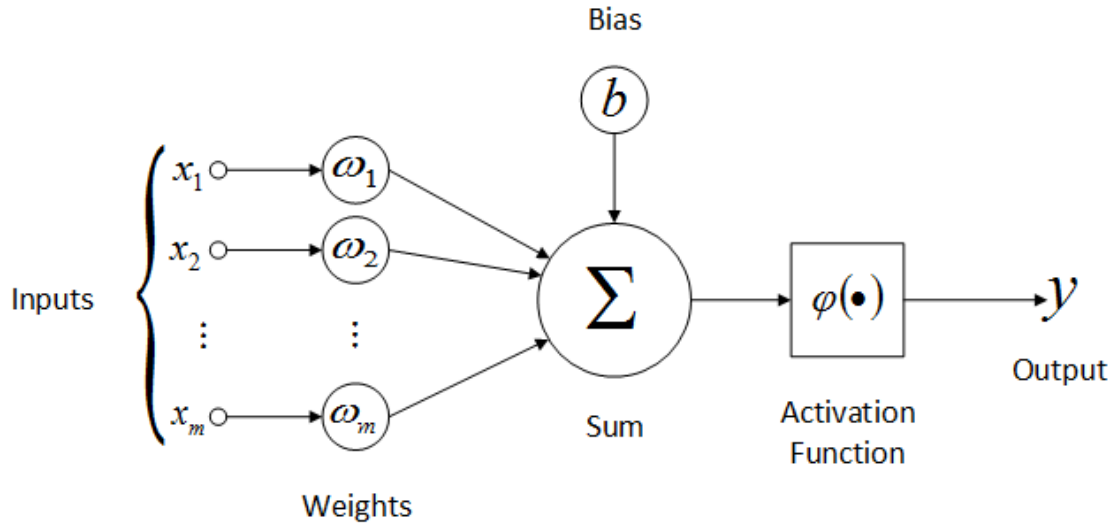 Bias
b
x₁ ω₁
x₂ ω₂
Inputs
Σ
φ(•)
y
⋮ ⋮
Output
xₘ ωₘ
Sum
Activation
Function
Weights